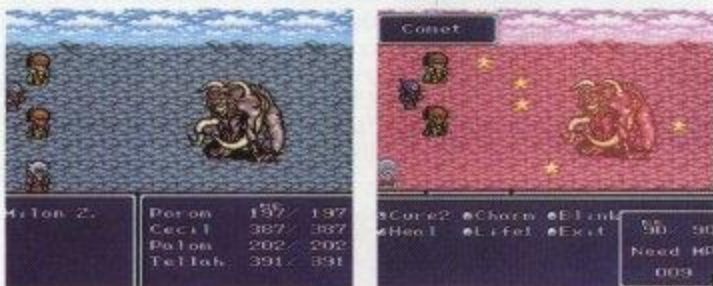 Milon Z.
Porom 197/ 197
Cecil 387/ 387
Palom 202/ 202
Tellah 391/ 391
Comet
Cure2 Charm Blink
Heal Life1 Exit
90/ 90
Need MP
009